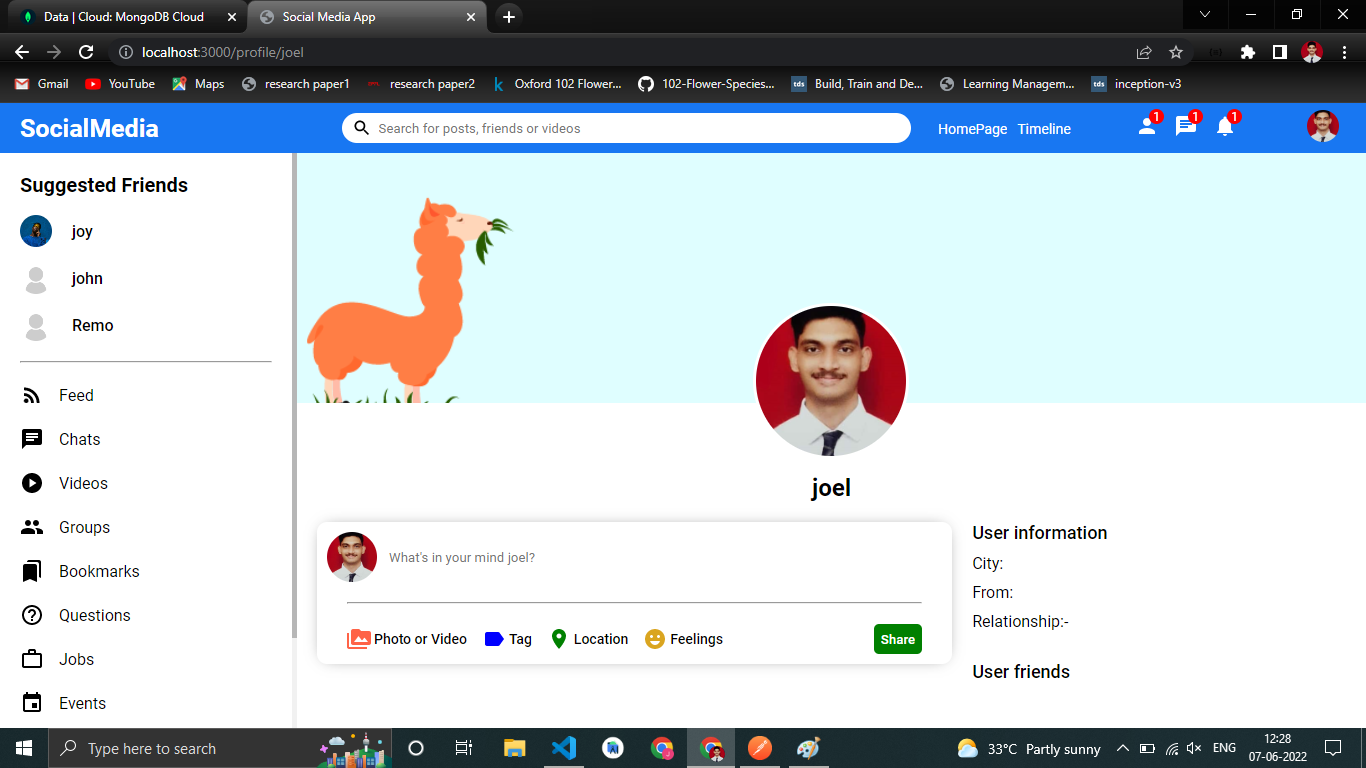 Data | Cloud: MongoDB Cloud
Social Media App
localhost:3000/profile/joel
Gmail
YouTube
Maps
research paper1
research paper2
Oxford 102 Flower...
102-Flower-Species...
Build, Train and De...
Learning Managem...
inception-v3
SocialMedia
Search for posts, friends or videos
HomePage
Timeline
1
1
1
Suggested Friends
joy
john
Remo
Feed
Chats
Videos
Groups
Bookmarks
Questions
Jobs
Events
joel
What's in your mind joel?
Photo or Video
Tag
Location
Feelings
Share
User information
City:
From:
Relationship:-
User friends
Type here to search
33°C Partly sunny
ENG
12:28
07-06-2022